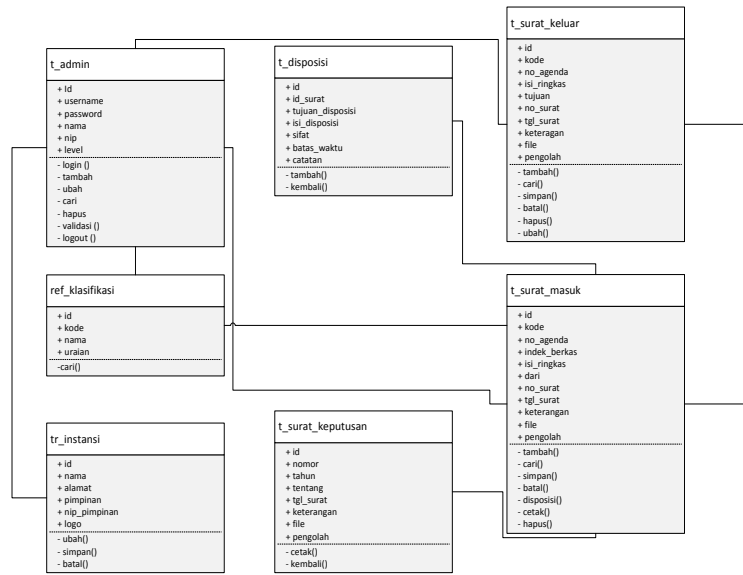 t_admin
+ Id
+ username
+ password
+ nama
+ nip
+ level
- login ()
- tambah
- ubah
- cari
- hapus
- validasi ()
- logout ()
t_disposisi
+ id
+ id_surat
+ tujuan_disposisi
+ isi_disposisi
+ sifat
+ batas_waktu
+ catatan
- tambah()
- kembali()
t_surat_keluar
+ id
+ kode
+ no_agenda
+ isi_ringkas
+ tujuan
+ no_surat
+ tgl_surat
+ keteragan
+ file
+ pengolah
- tambah()
- cari()
- simpan()
- batal()
- hapus()
- ubah()
ref_klasifikasi
+ id
+ kode
+ nama
+ uraian
-cari()
t_surat_masuk
+ id
+ kode
+ no_agenda
+ indek_berkas
+ isi_ringkas
+ dari
+ no_surat
+ tgl_surat
+ keterangan
+ file
+ pengolah
- tambah()
- cari()
- simpan()
- batal()
- disposisi()
- cetak()
- hapus()
tr_instansi
+ id
+ nama
+ alamat
+ pimpinan
+ nip_pimpinan
+ logo
- ubah()
- simpan()
- batal()
t_surat_keputusan
+ id
+ nomor
+ tahun
+ tentang
+ tgl_surat
+ keterangan
+ file
+ pengolah
- cetak()
- kembali()